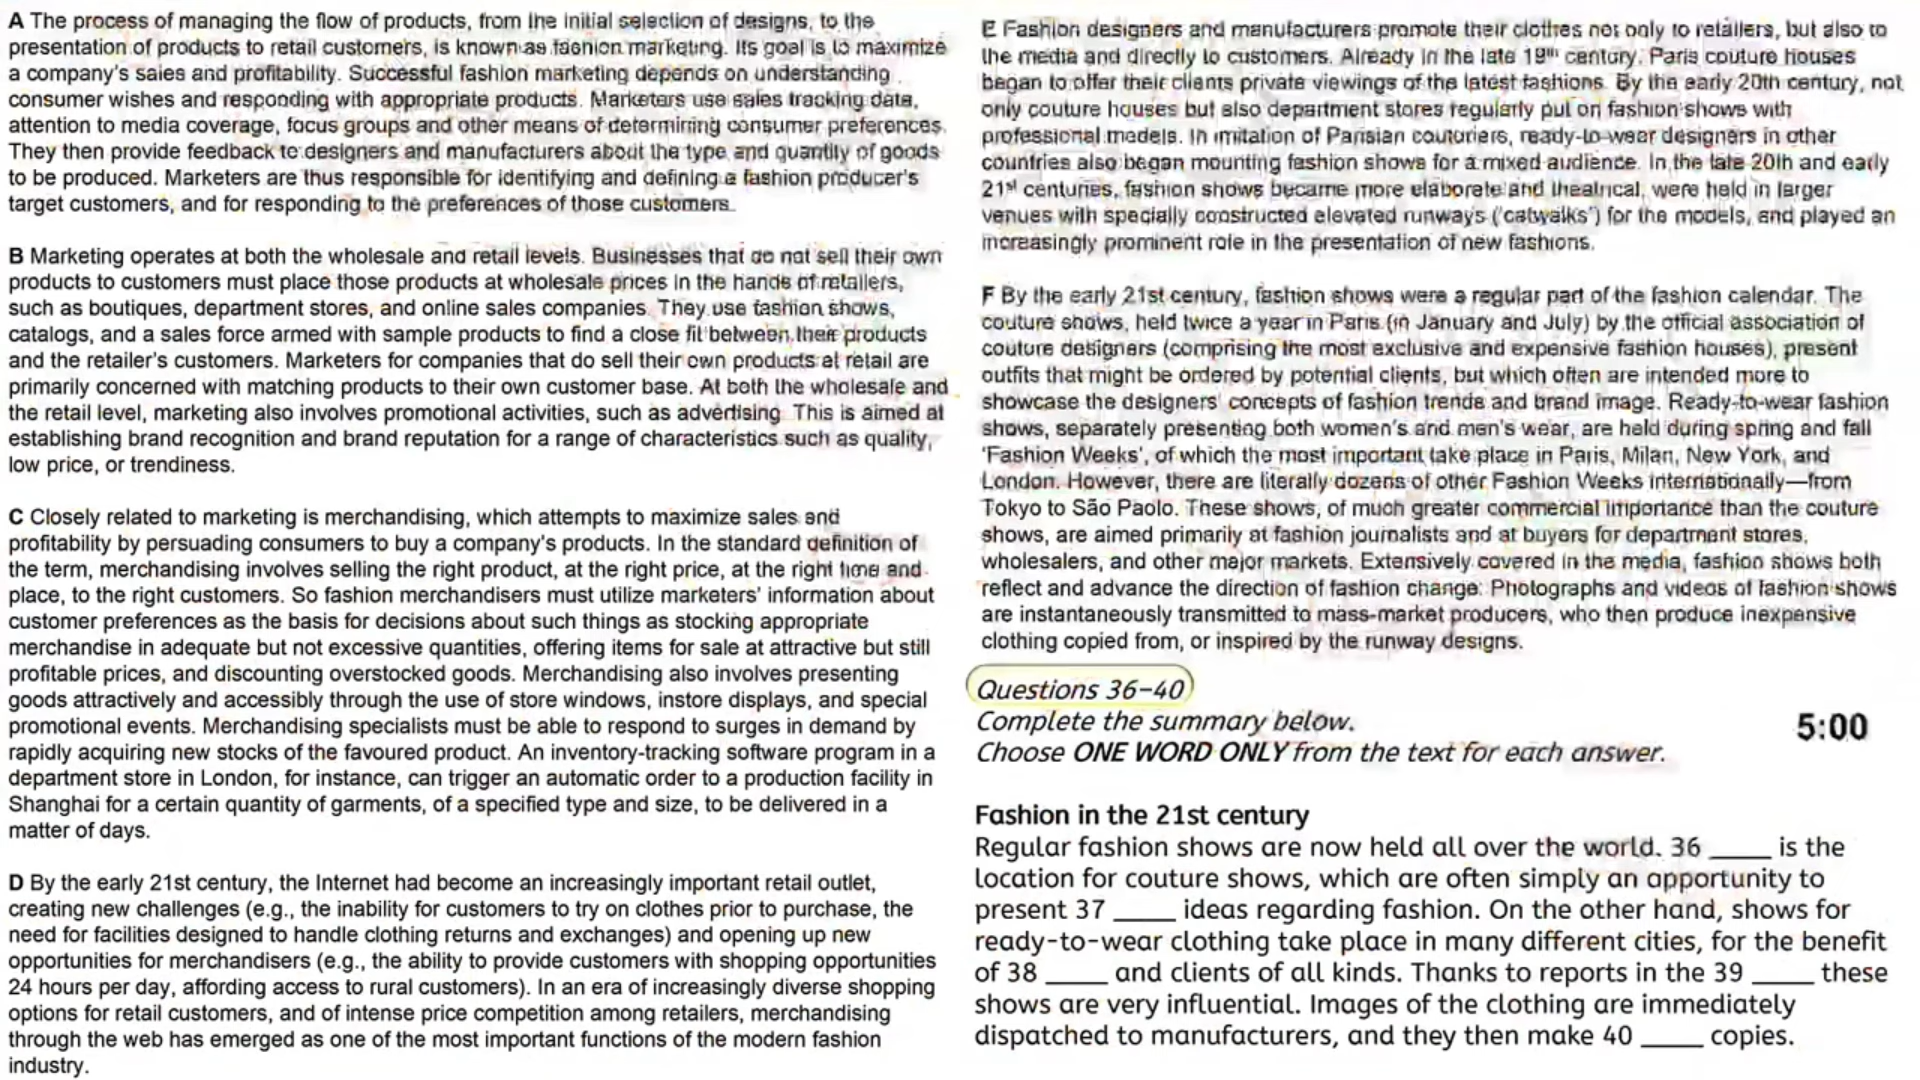 A The process of managing the flow of products, from the initial selection of designs, to the
presentation of products to retail customers, is known as fashion marketing. Its goal is to maximize
a company's sales and profitability. Successful fashion marketing depends on understanding
consumer wishes and responding with appropriate products. Marketers use sales tracking data,
attention to media coverage, focus groups and other means of determining consumer preferences.
They then provide feedback to designers and manufacturers about the type and quantity of goods
to be produced. Marketers are thus responsible for identifying and defining a fashion producer's
target customers, and for responding to the preferences of those customers.
B Marketing operates at both the wholesale and retail levels. Businesses that do not sell their own
products to customers must place those products at wholesale prices in the hands of retailers,
such as boutiques, department stores, and online sales companies. They use fashion shows,
catalogs, and a sales force armed with sample products to find a close fit between their products
and the retailer's customers. Marketers for companies that do sell their own products at retail are
primarily concerned with matching products to their own customer base. At both the wholesale and
the retail level, marketing also involves promotional activities, such as advertising. This is aimed at
establishing brand recognition and brand reputation for a range of characteristics such as quality,
low price, or trendiness.
C Closely related to marketing is merchandising, which attempts to maximize sales and
profitability by persuading consumers to buy a company's products. In the standard definition of
the term, merchandising involves selling the right product, at the right price, at the right time and
place, to the right customers. So fashion merchandisers must utilize marketers' information about
customer preferences as the basis for decisions about such things as stocking appropriate
merchandise in adequate but not excessive quantities, offering items for sale at attractive but still
profitable prices, and discounting overstocked goods. Merchandising also involves presenting
goods attractively and accessibly through the use of store windows, instore displays, and special
promotional events. Merchandising specialists must be able to respond to surges in demand by
rapidly acquiring new stocks of the favoured product. An inventory-tracking software program in a
department store in London, for instance, can trigger an automatic order to a production facility in
Shanghai for a certain quantity of garments, of a specified type and size, to be delivered in a
matter of days.
D By the early 21st century, the Internet had become an increasingly important retail outlet,
creating new challenges (e.g., the inability for customers to try on clothes prior to purchase, the
need for facilities designed to handle clothing returns and exchanges) and opening up new
opportunities for merchandisers (e.g., the ability to provide customers with shopping opportunities
24 hours per day, affording access to rural customers). In an era of increasingly diverse shopping
options for retail customers, and of intense price competition among retailers, merchandising
through the web has emerged as one of the most important functions of the modern fashion
industry.
E Fashion designers and manufacturers promote their clothes not only to retailers, but also to
the media and directly to customers. Already in the late 19th century, Paris couture houses
began to offer their clients private viewings of the latest fashions. By the early 20th century, not
only couture houses but also department stores regularly put on fashion shows with
professional models. In imitation of Parisian couturiers, ready-to-wear designers in other
countries also began mounting fashion shows for a mixed audience. In the late 20th and early
21st centuries, fashion shows became more elaborate and theatrical, were held in larger
venues with specially constructed elevated runways ('catwalks') for the models, and played an
increasingly prominent role in the presentation of new fashions.
F By the early 21st century, fashion shows were a regular part of the fashion calendar. The
couture shows, held twice a year in Paris (in January and July) by the official association of
couture designers (comprising the most exclusive and expensive fashion houses), present
outfits that might be ordered by potential clients, but which often are intended more to
showcase the designers' concepts of fashion trends and brand image. Ready-to-wear fashion
shows, separately presenting both women's and men's wear, are held during spring and fall
'Fashion Weeks', of which the most important take place in Paris, Milan, New York, and
London. However, there are literally dozens of other Fashion Weeks internationally—from
Tokyo to São Paolo. These shows, of much greater commercial importance than the couture
shows, are aimed primarily at fashion journalists and at buyers for department stores,
wholesalers, and other major markets. Extensively covered in the media, fashion shows both
reflect and advance the direction of fashion change. Photographs and videos of fashion shows
are instantaneously transmitted to mass-market producers, who then produce inexpensive
clothing copied from, or inspired by the runway designs.
Questions 36–40
Complete the summary below.
5:00
Choose ONE WORD ONLY from the text for each answer.
Fashion in the 21st century
Regular fashion shows are now held all over the world. 36 ____ is the
location for couture shows, which are often simply an opportunity to
present 37 ____ ideas regarding fashion. On the other hand, shows for
ready-to-wear clothing take place in many different cities, for the benefit
of 38 ____ and clients of all kinds. Thanks to reports in the 39 ____ these
shows are very influential. Images of the clothing are immediately
dispatched to manufacturers, and they then make 40 ____ copies.